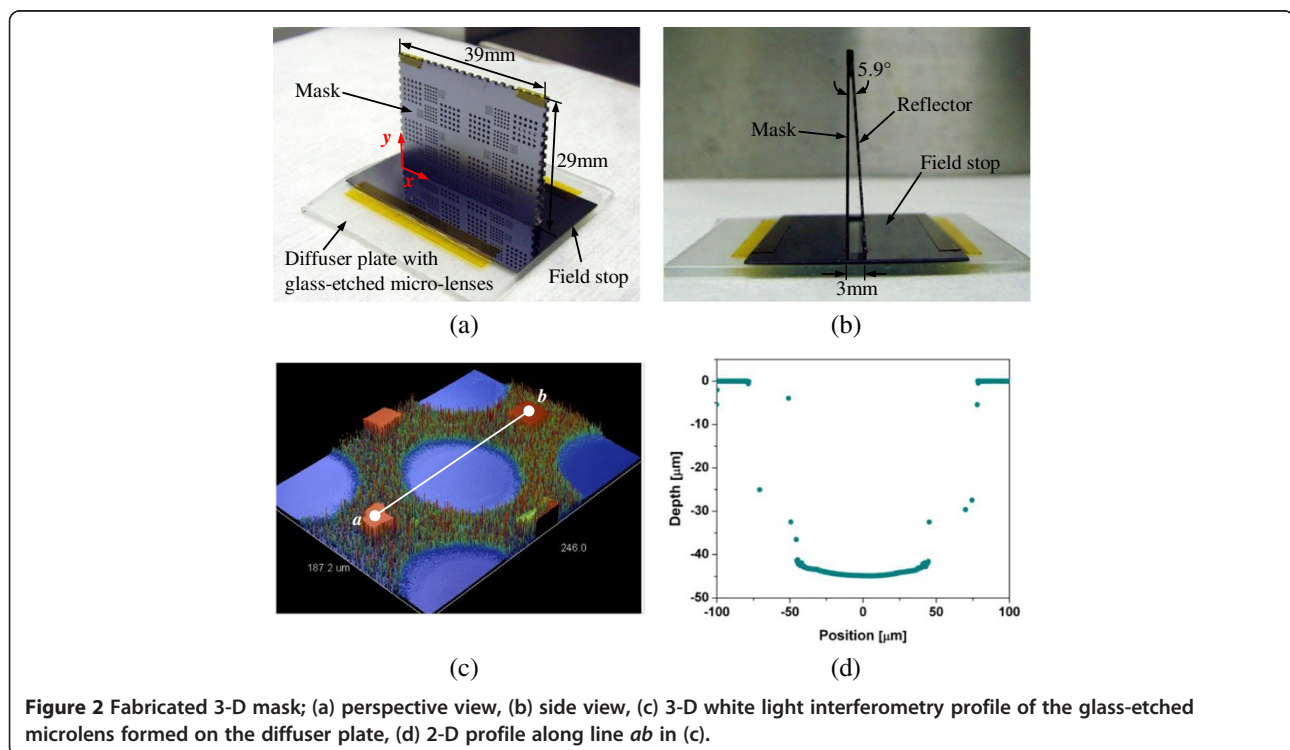 39mm
Mask
y
x
29mm
Diffuser plate with
glass-etched micro-lenses
Field stop
(a)
5.9°
Reflector
Mask
Field stop
3mm
(b)
b
a
187.2 um
246.0
(c)
0
-10
-20
-30
-40
-50
Depth [μm]
-100
-50
0
50
100
Position [μm]
(d)
Figure 2 Fabricated 3-D mask; (a) perspective view, (b) side view, (c) 3-D white light interferometry profile of the glass-etched
microlens formed on the diffuser plate, (d) 2-D profile along line ab in (c).